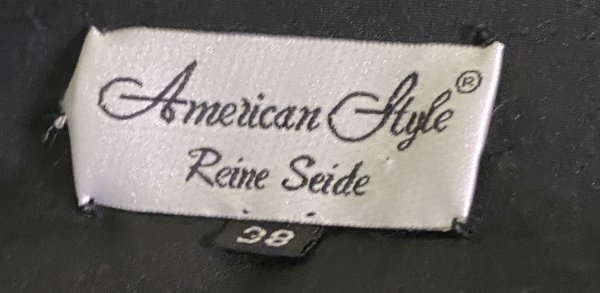 American Style®
Reine Seide
38